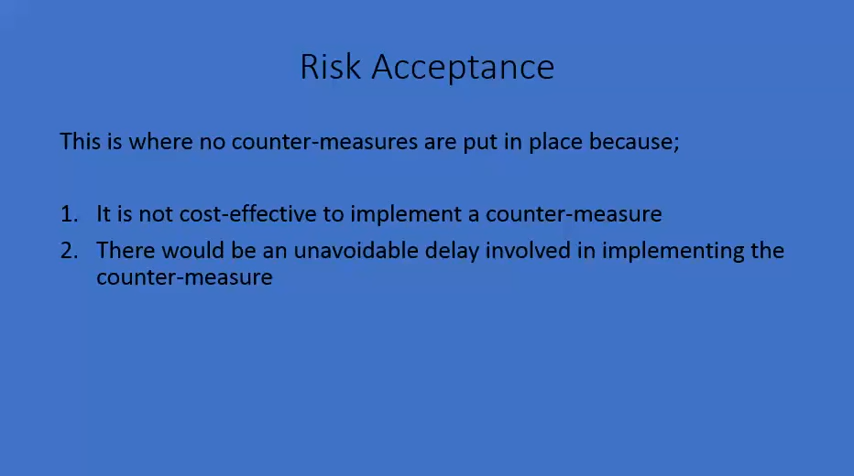 Risk Acceptance
This is where no counter-measures are put in place because;
1. It is not cost-effective to implement a counter-measure
2. There would be an unavoidable delay involved in implementing the
counter-measure